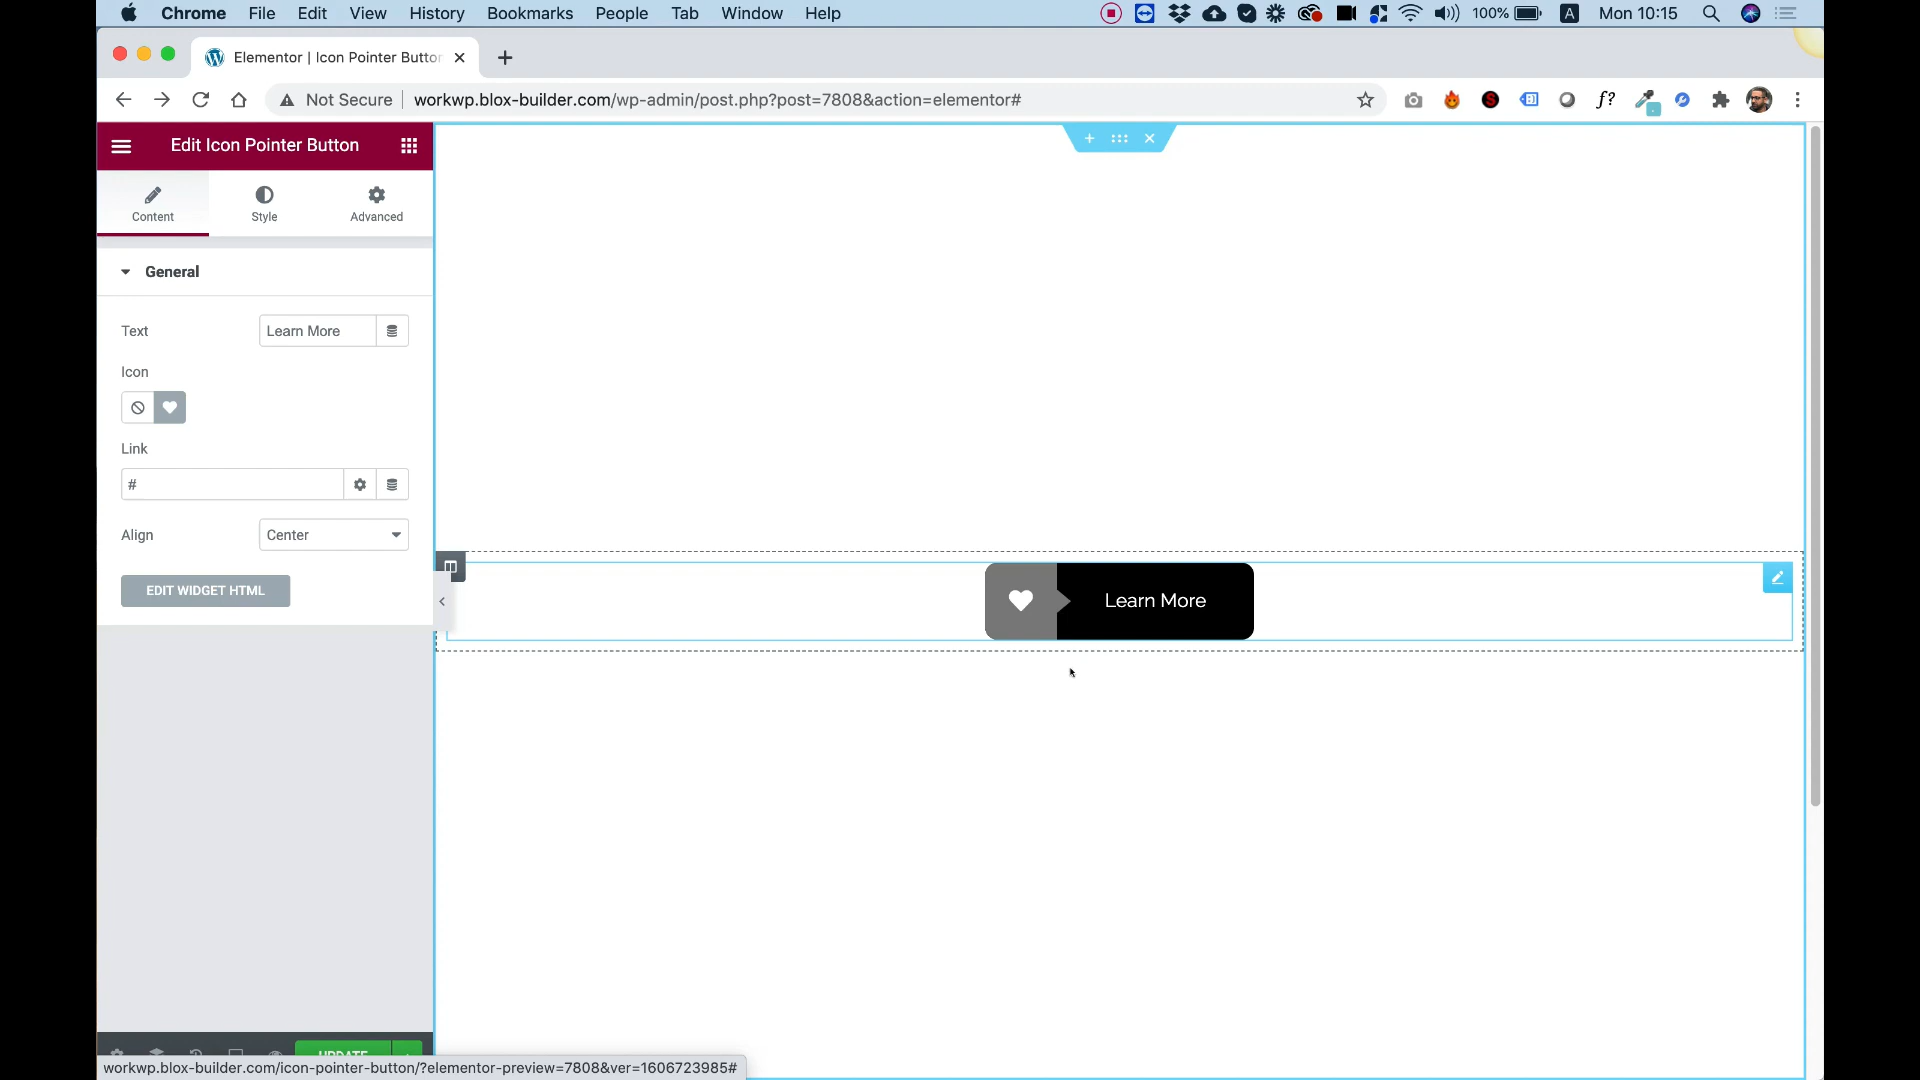 Chrome File Edit View History Bookmarks People Tab Window Help 100% A Mon 10:15
Elementor | Icon Pointer Button
Not Secure workwp.blox-builder.com/wp-admin/post.php?post=7808&action=elementor# S f?
Edit Icon Pointer Button
Content Style Advanced
General
Text Learn More
Icon
Link
#
Align Center
EDIT WIDGET HTML
Learn More
UPDATE
workwp.blox-builder.com/icon-pointer-button/?elementor-preview=7808&ver=1606723985#